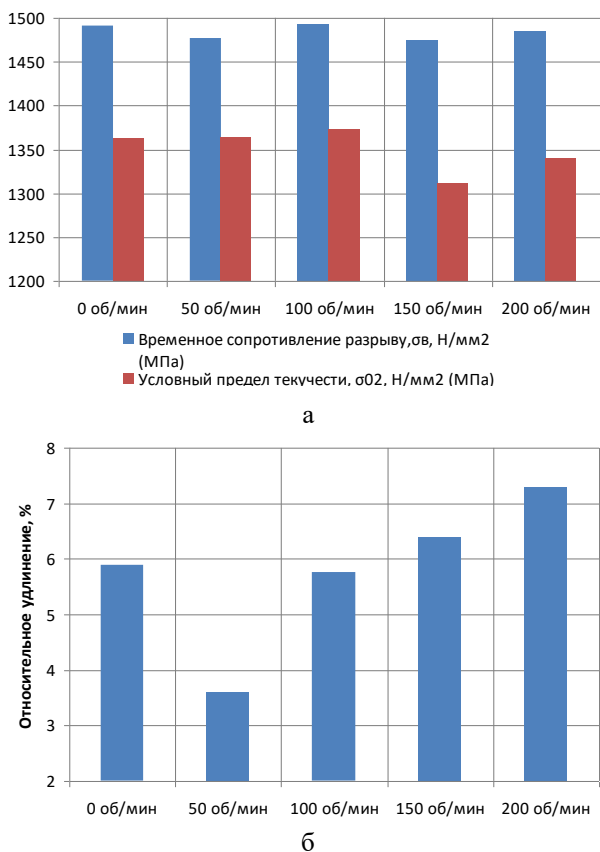 1500
1450
1400
1350
1300
1250
1200
0 об/мин 50 об/мин 100 об/мин 150 об/мин 200 об/мин
Временное сопротивление разрыву,σв, Н/мм2
(МПа)
Условный предел текучести, σ02, Н/мм2 (МПа)
а
Относительное удлинение, %
8
7
6
5
4
3
2
0 об/мин 50 об/мин 100 об/мин 150 об/мин 200 об/мин
б